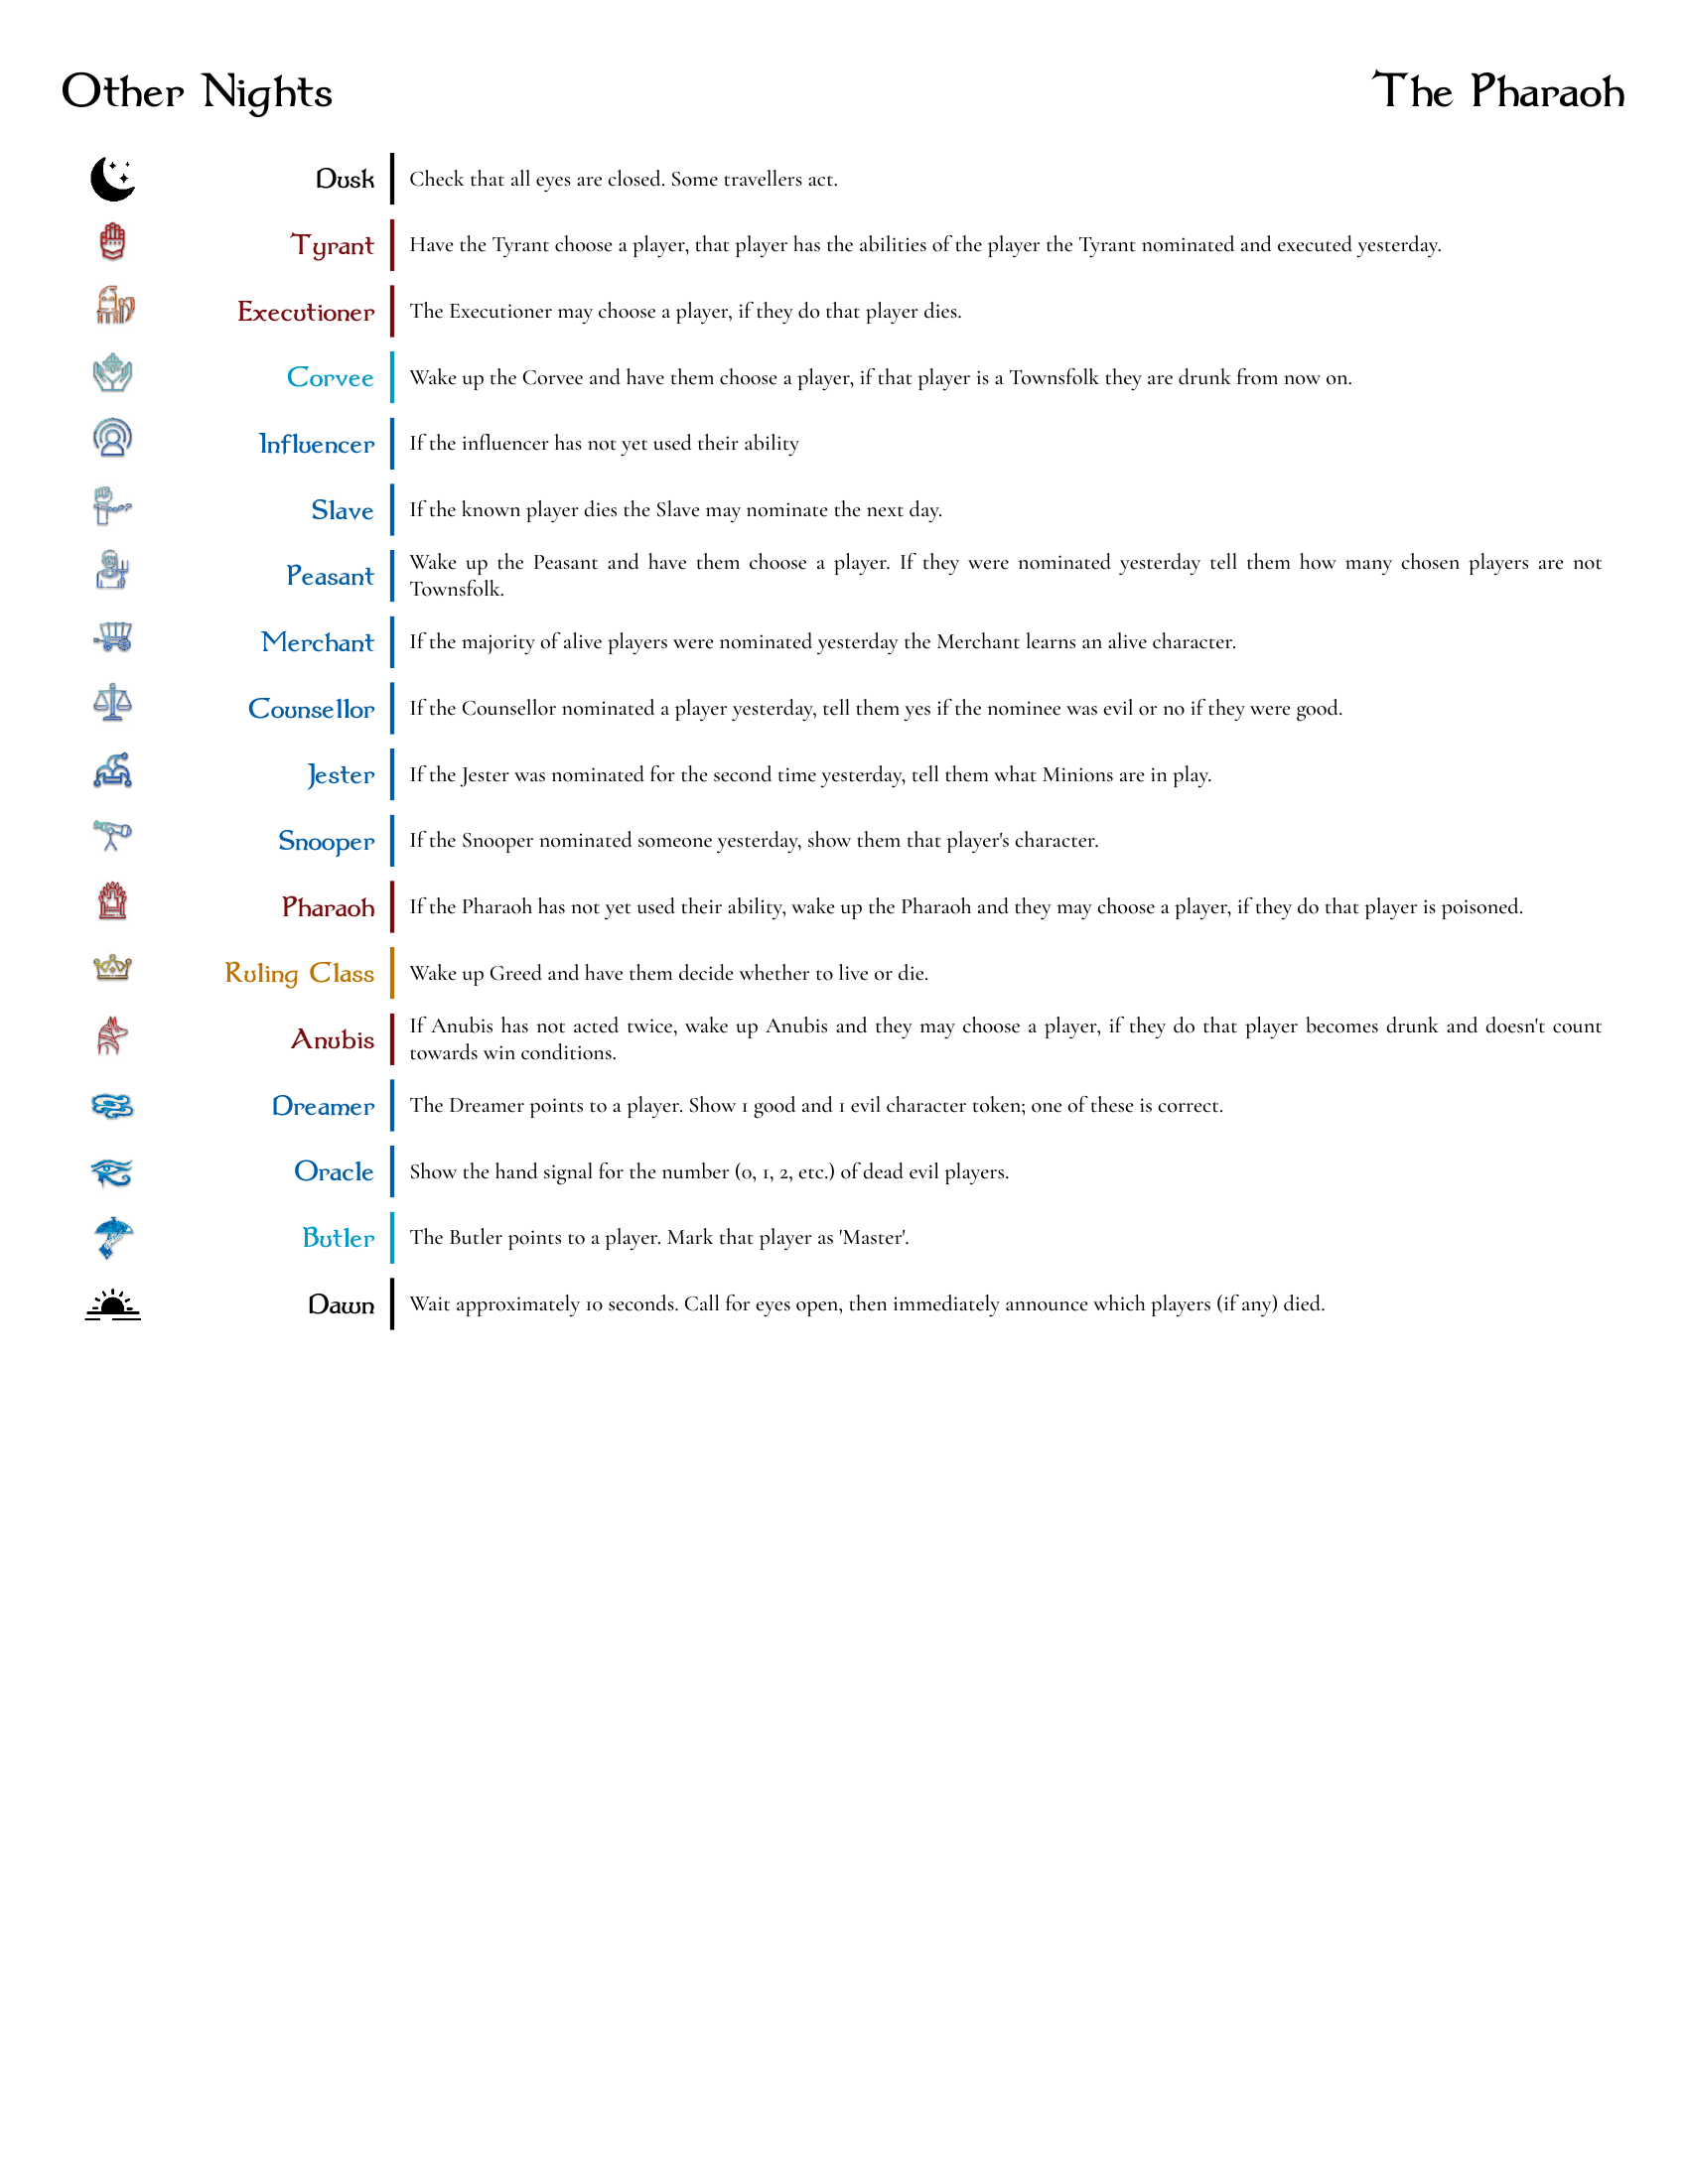 Other Nights
The Pharaoh
Dusk
Check that all eyes are closed. Some travellers act.
Tyrant
Have the Tyrant choose a player, that player has the abilities of the player the Tyrant nominated and executed yesterday.
Executioner
The Executioner may choose a player, if they do that player dies.
Corvee
Wake up the Corvee and have them choose a player, if that player is a Townsfolk they are drunk from now on.
Influencer
If the influencer has not yet used their ability
Slave
If the known player dies the Slave may nominate the next day.
Peasant
Wake up the Peasant and have them choose a player. If they were nominated yesterday tell them how many chosen players are not
Townsfolk.
Merchant
If the majority of alive players were nominated yesterday the Merchant learns an alive character.
Counsellor
If the Counsellor nominated a player yesterday, tell them yes if the nominee was evil or no if they were good.
Jester
If the Jester was nominated for the second time yesterday, tell them what Minions are in play.
Snooper
If the Snooper nominated someone yesterday, show them that player's character.
Pharaoh
If the Pharaoh has not yet used their ability, wake up the Pharaoh and they may choose a player, if they do that player is poisoned.
Ruling Class
Wake up Greed and have them decide whether to live or die.
Anubis
If Anubis has not acted twice, wake up Anubis and they may choose a player, if they do that player becomes drunk and doesn't count
towards win conditions.
Dreamer
The Dreamer points to a player. Show 1 good and 1 evil character token; one of these is correct.
Oracle
Show the hand signal for the number (0, 1, 2, etc.) of dead evil players.
Butler
The Butler points to a player. Mark that player as 'Master'.
Dawn
Wait approximately 10 seconds. Call for eyes open, then immediately announce which players (if any) died.